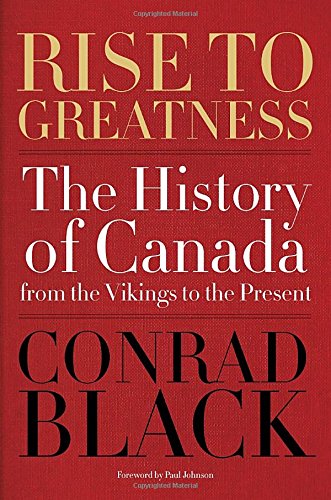 RISE TO
GREATNESS
The History
of Canada
from the Vikings to the Present
CONRAD
BLACK
Foreword by Paul Johnson